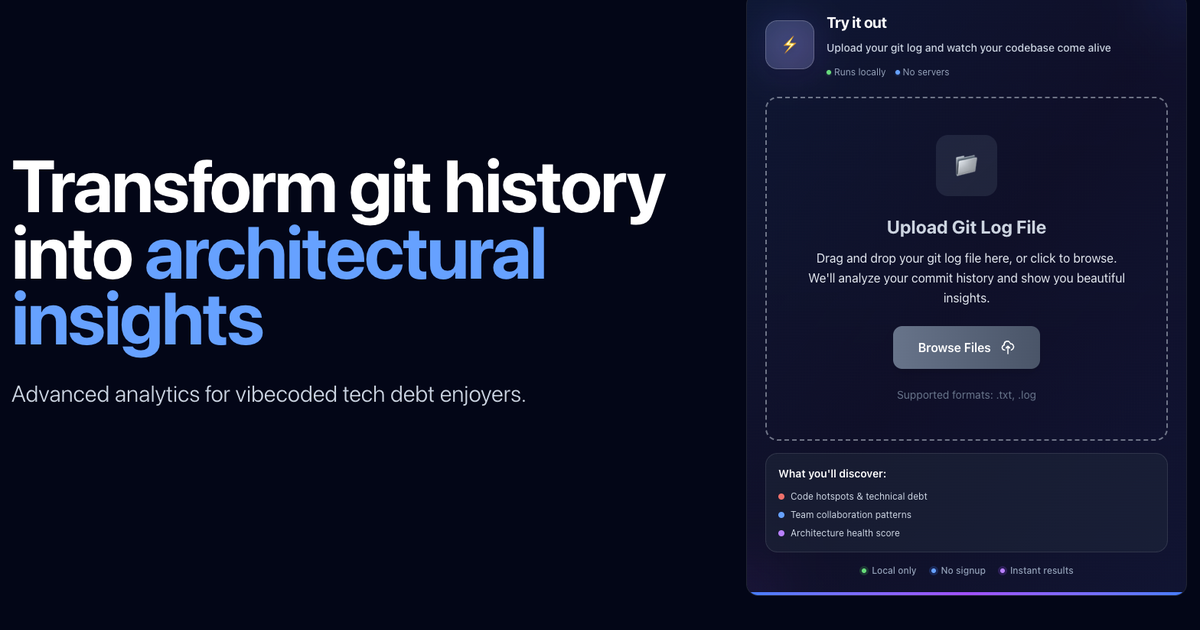 Transform git history
into architectural
insights
Advanced analytics for vibecoded tech debt enjoyers.
Try it out
Upload your git log and watch your codebase come alive
Runs locally No servers
Upload Git Log File
Drag and drop your git log file here, or click to browse.
We'll analyze your commit history and show you beautiful
insights.
Browse Files
Supported formats: .txt, .log
What you'll discover:
Code hotspots & technical debt
Team collaboration patterns
Architecture health score
Local only No signup Instant results